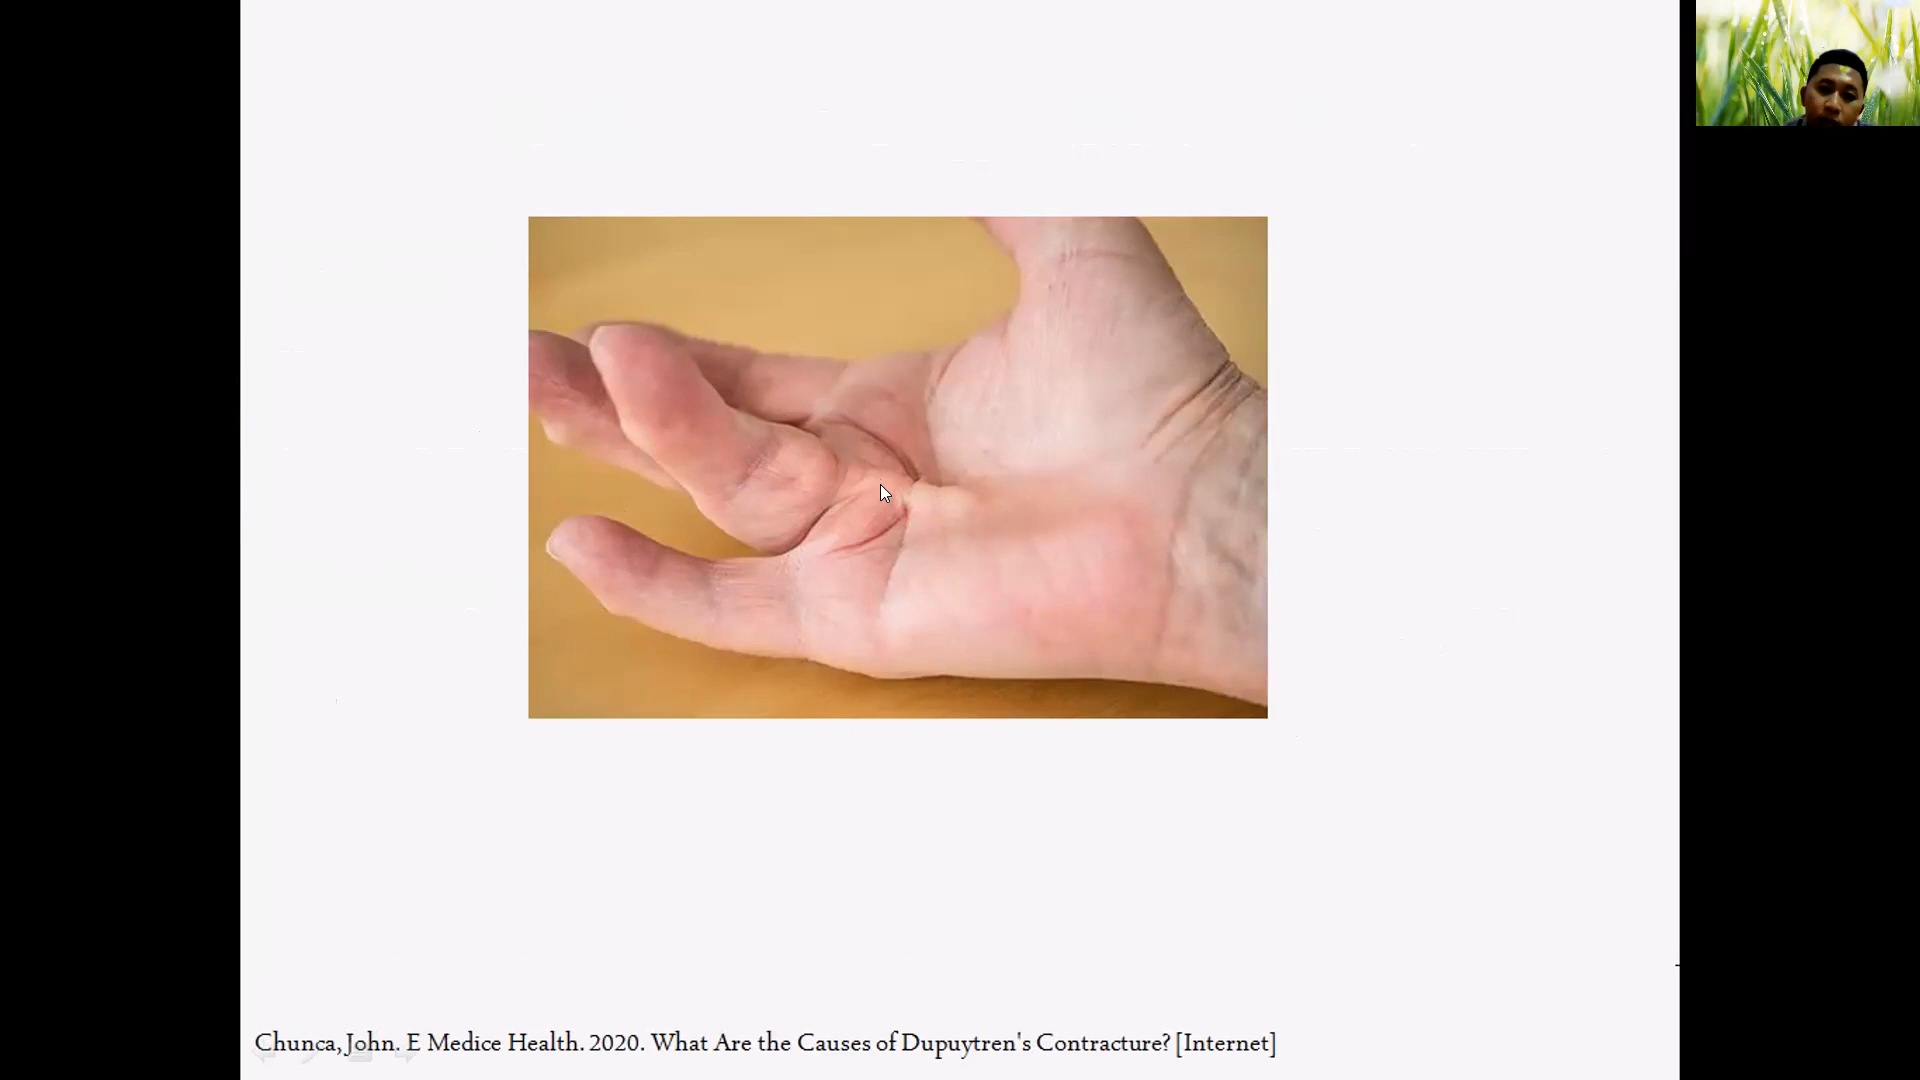 Chunca, John. E Medice Health. 2020. What Are the Causes of Dupuytren's Contracture? [Internet]